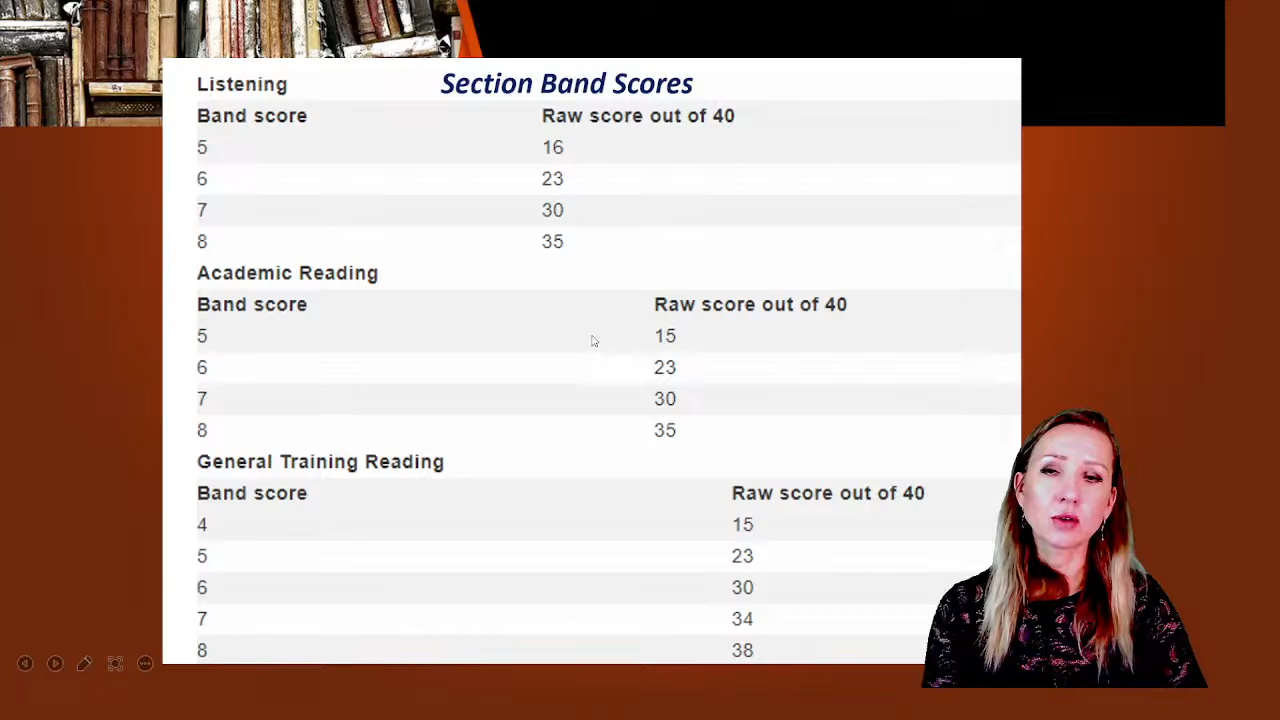 Listening
Section Band Scores
Band score Raw score out of 40
5 16
6 23
7 30
8 35
Academic Reading
Band score Raw score out of 40
5 15
6 23
7 30
8 35
General Training Reading
Band score Raw score out of 40
4 15
5 23
6 30
7 34
8 38